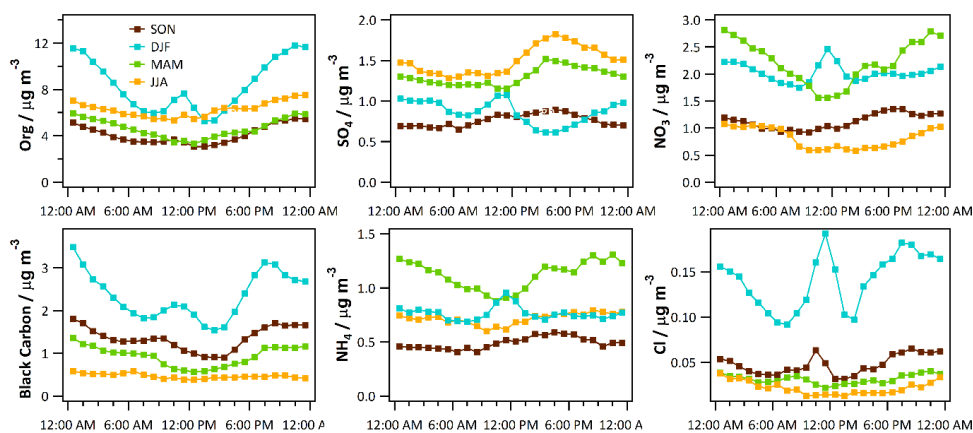 Org / µg m⁻³
12
8
4
0
SON
DJF
MAM
JJA
12:00 AM 6:00 AM 12:00 PM 6:00 PM 12:00 AM
SO₄ / µg m⁻³
2.0
1.5
1.0
0.5
0.0
12:00 AM 6:00 AM 12:00 PM 6:00 PM 12:00 AM
NO₃ / µg m⁻³
3.0
2.5
2.0
1.5
1.0
0.5
0.0
12:00 AM 6:00 AM 12:00 PM 6:00 PM 12:00 AM
Black Carbon / µg m⁻³
3
2
1
0
12:00 AM 6:00 AM 12:00 PM 6:00 PM 12:00
NH₄ / µg m⁻³
1.5
1.0
0.5
0.0
12:00 AM 6:00 AM 12:00 PM 6:00 PM 12:00 AM
Cl / µg m⁻³
0.15
0.10
0.05
12:00 AM 6:00 AM 12:00 PM 6:00 PM 12:00 AM